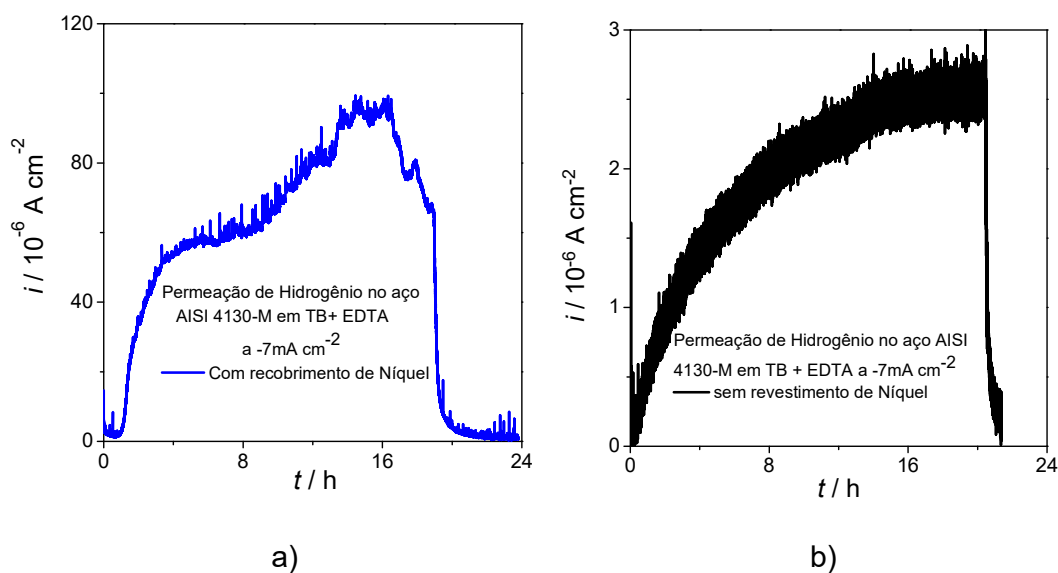 120
80
40
0
i / 10-6 A cm-2
Permeação de Hidrogênio no aço
AISI 4130-M em TB+ EDTA
a -7mA cm-2
Com recobrimento de Níquel
0 8 16 24
t / h
a)
3
2
1
0
i / 10-6 A cm-2
Permeação de Hidrogênio no aço AISI
4130-M em TB + EDTA a -7mA cm-2
sem revestimento de Níquel
0 8 16 24
t / h
b)